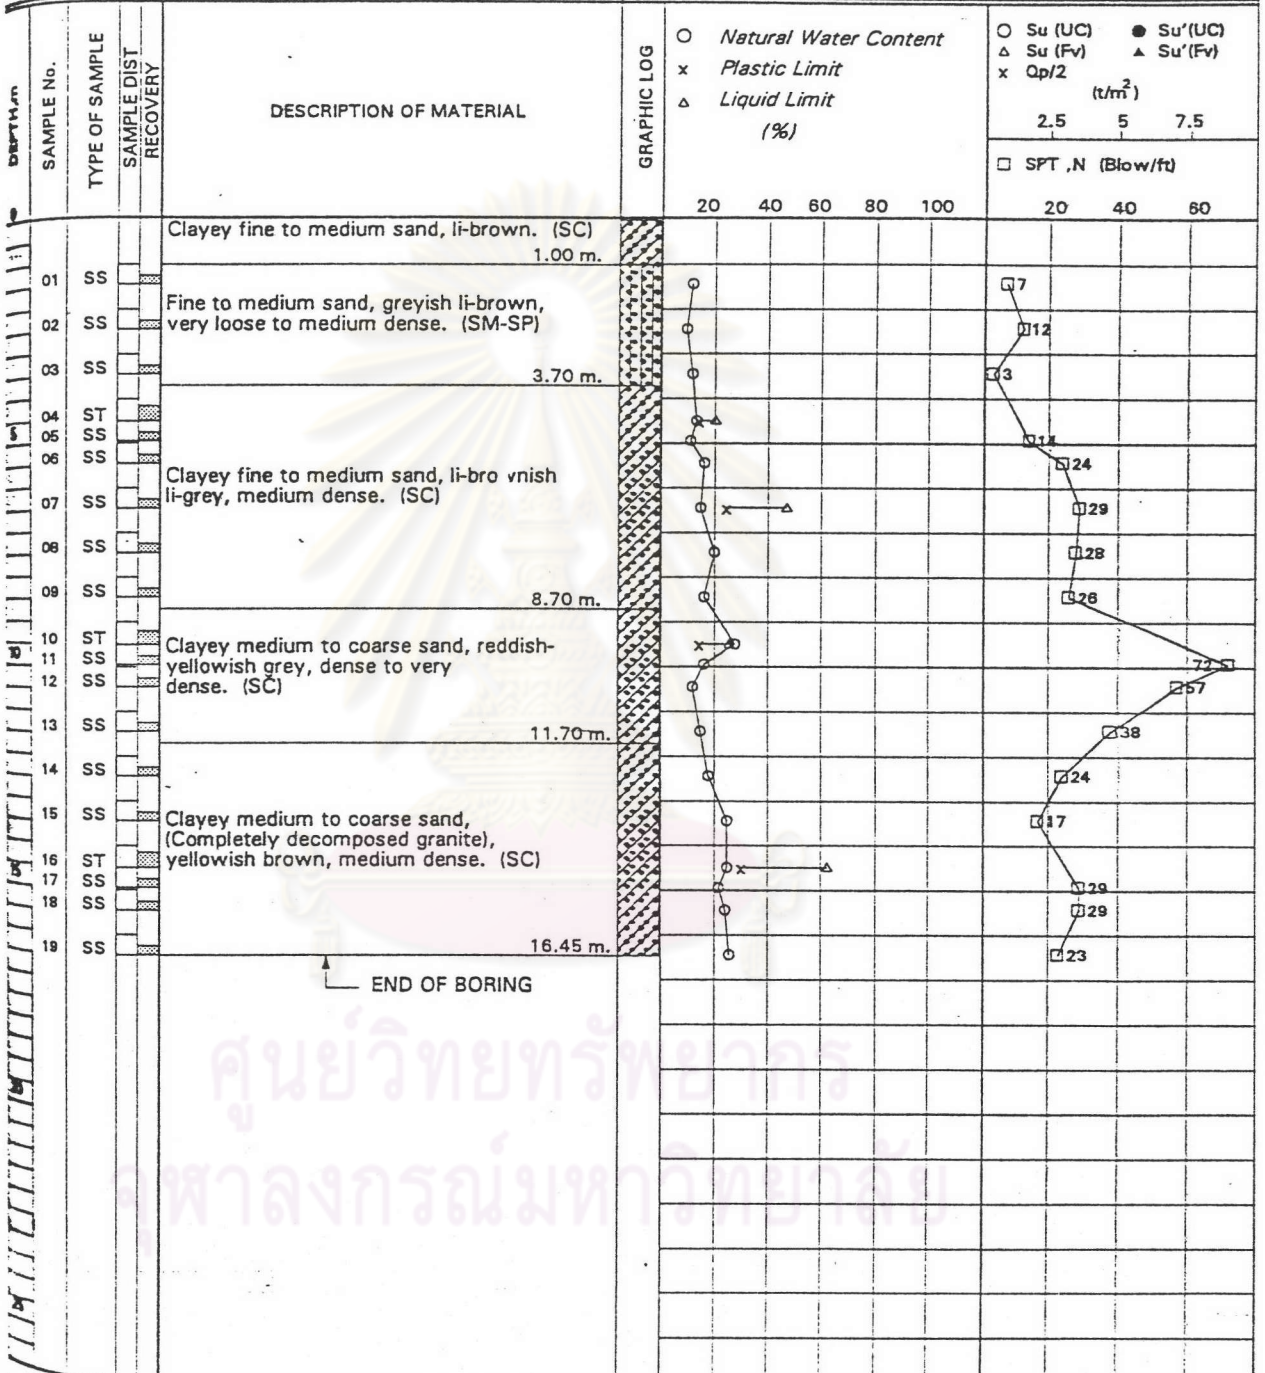 DEPTH,m
SAMPLE No.
TYPE OF SAMPLE
SAMPLE DIST
RECOVERY
DESCRIPTION OF MATERIAL
GRAPHIC LOG
○ Natural Water Content
× Plastic Limit
△ Liquid Limit
(%)
20 40 60 80 100
○ Su (UC) ● Su'(UC)
△ Su (Fv) ▲ Su'(Fv)
× Qp/2
(t/m²)
2.5 5 7.5
□ SPT ,N (Blow/ft)
20 40 60
Clayey fine to medium sand, li-brown. (SC)
1.00 m.
01 SS 7
Fine to medium sand, greyish li-brown,
02 SS very loose to medium dense. (SM-SP) 12
03 SS 3.70 m. 3
04 ST
5 05 SS 14
06 SS 24
Clayey fine to medium sand, li-bro vnish
07 SS li-grey, medium dense. (SC) 29
08 SS 28
09 SS 8.70 m. 26
10 ST Clayey medium to coarse sand, reddish-
10 11 SS yellowish grey, dense to very 72
12 SS dense. (SC) 57
13 SS 11.70 m. 38
14 SS 24
15 SS Clayey medium to coarse sand, 17
(Completely decomposed granite),
16 ST yellowish brown, medium dense. (SC)
17 SS 29
18 SS 29
19 SS 16.45 m. 23
END OF BORING
ศูนย์วิทยทรัพยากร
จุฬาลงกรณ์มหาวิทยาลัย